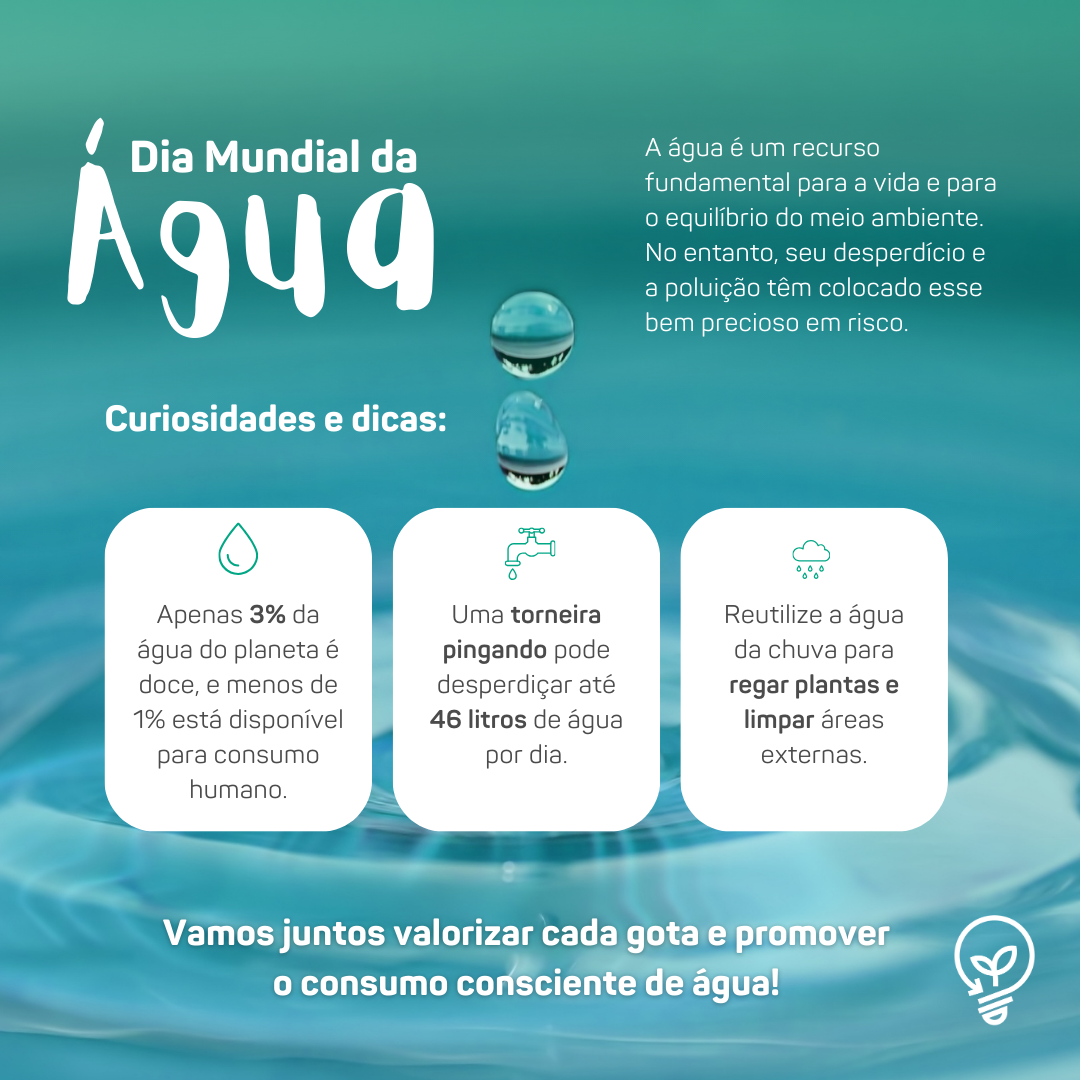 Dia Mundial da
Água
A água é um recurso
fundamental para a vida e para
o equilíbrio do meio ambiente.
No entanto, seu desperdício e
a poluição têm colocado esse
bem precioso em risco.
Curiosidades e dicas:
Apenas 3% da
água do planeta é
doce, e menos de
1% está disponível
para consumo
humano.
Uma torneira
pingando pode
desperdiçar até
46 litros de água
por dia.
Reutilize a água
da chuva para
regar plantas e
limpar áreas
externas.
Vamos juntos valorizar cada gota e promover
o consumo consciente de água!